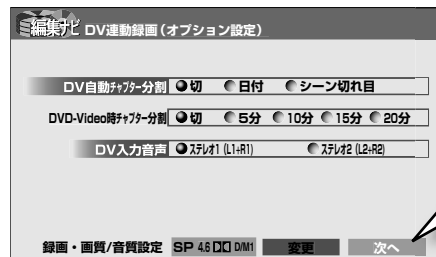 編集ナビ DV連動録画(オプション設定)
DV自動ﾁｬﾌﾟﾀｰ分割 切 日付 シーン切れ目
DVD-Video時ﾁｬﾌﾟﾀｰ分割 切 5分 10分 15分 20分
DV入力音声 ｽﾃﾚｵ1 (L1+R1) ｽﾃﾚｵ2 (L2+R2)
録画・画質/音質設定 SP 4.6 DD D/M1 変更 次へ